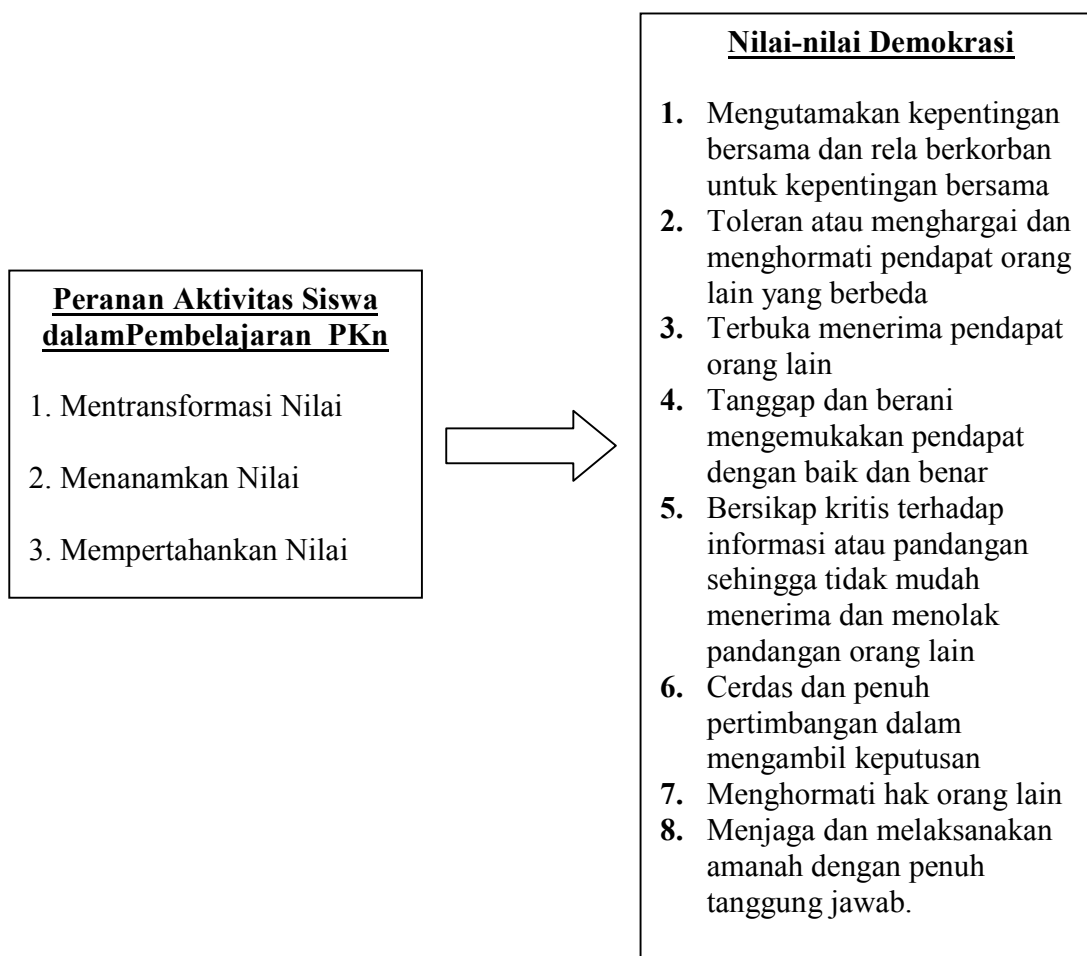 Peranan Aktivitas Siswa
dalamPembelajaran PKn
1. Mentransformasi Nilai
2. Menanamkan Nilai
3. Mempertahankan Nilai
Nilai-nilai Demokrasi
1. Mengutamakan kepentingan
bersama dan rela berkorban
untuk kepentingan bersama
2. Toleran atau menghargai dan
menghormati pendapat orang
lain yang berbeda
3. Terbuka menerima pendapat
orang lain
4. Tanggap dan berani
mengemukakan pendapat
dengan baik dan benar
5. Bersikap kritis terhadap
informasi atau pandangan
sehingga tidak mudah
menerima dan menolak
pandangan orang lain
6. Cerdas dan penuh
pertimbangan dalam
mengambil keputusan
7. Menghormati hak orang lain
8. Menjaga dan melaksanakan
amanah dengan penuh
tanggung jawab.